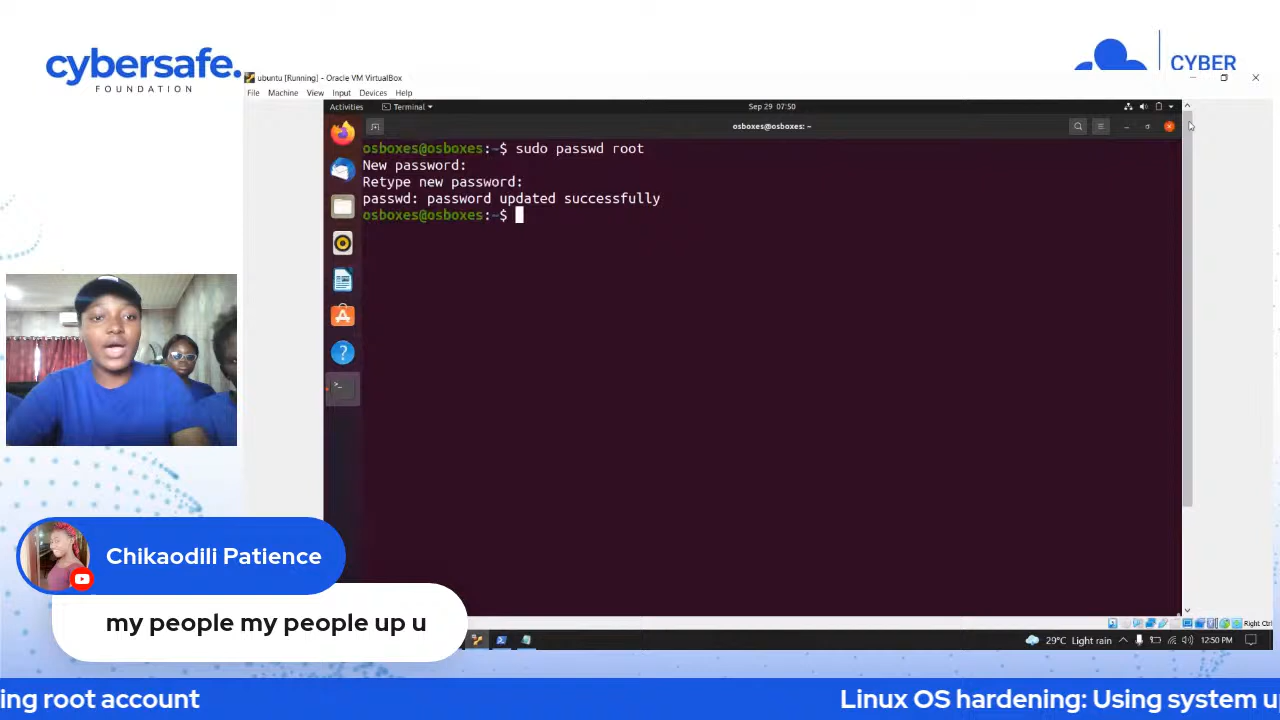 cybersafe.
FOUNDATION
CYBER
ubuntu [Running] - Oracle VM VirtualBox
File Machine View Input Devices Help
Activities Terminal Sep 29 07:50
osboxes@osboxes: ~
osboxes@osboxes:~$ sudo passwd root
New password:
Retype new password:
passwd: password updated successfully
osboxes@osboxes:~$
Chikaodili Patience
my people my people up u
Right Ctrl
29°C Light rain 12:50 PM
ing root account Linux OS hardening: Using system u